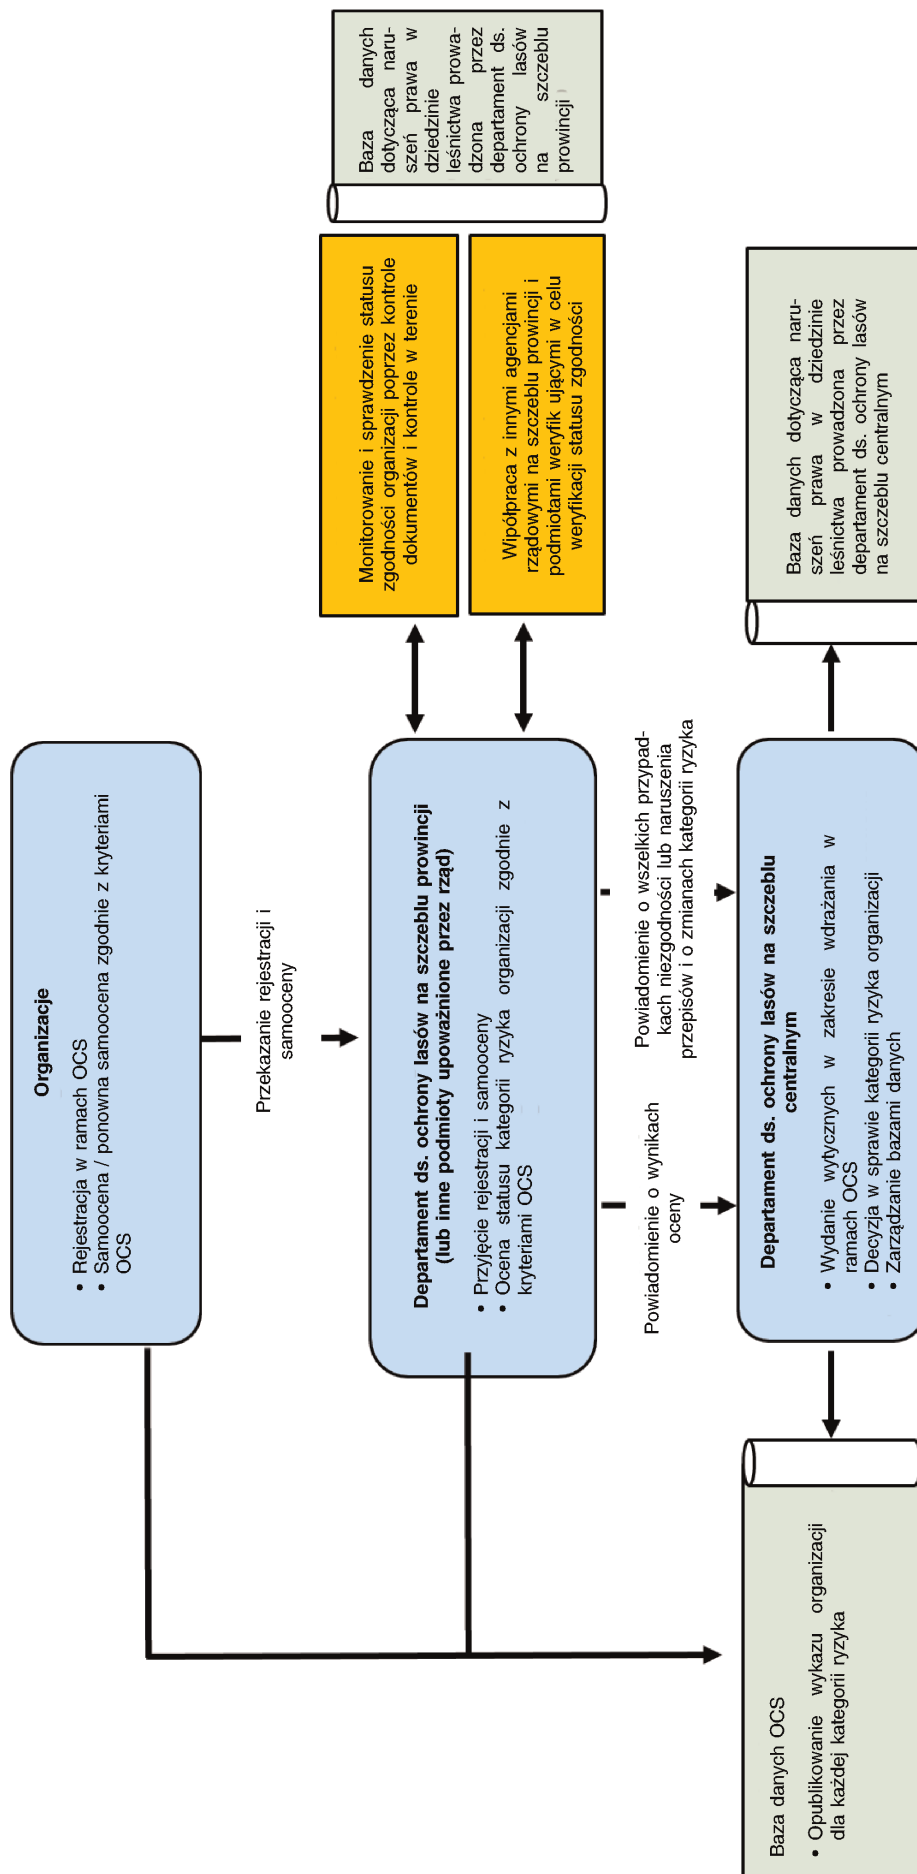 Organizacje
• Rejestracja w ramach OCS
• Samoocena / ponowna samoocena zgodnie z kryteriami
OCS
Przekazanie rejestracji i
samooceny
Departament ds. ochrony lasów na szczeblu prowincji
(lub inne podmioty upoważnione przez rząd)
• Przyjęcie rejestracji i samooceny
• Ocena statusu kategorii ryzyka organizacji zgodnie z
kryteriami OCS
Monitorowanie i sprawdzenie statusu
zgodności organizacji poprzez kontrole
dokumentów i kontrole w terenie
Wipółpraca z innymi agencjami
rządowymi na szczeblu prowincji i
podmiotami weryfik ującymi w celu
weryfikacji statusu zgodności
Baza danych
dotycząca naru-
szeń prawa w
dziedzinie
leśnictwa prowa-
dzona przez
departament ds.
ochrony lasów
na szczeblu
prowincji
Powiadomienie o wynikach
oceny
Powiadomienie o wszelkich przypad-
kach niezgodności lub naruszenia
przepisów i o zmianach kategorii ryzyka
Baza danych OCS
• Opublikowanie wykazu organizacji
dla każdej kategorii ryzyka
Departament ds. ochrony lasów na szczeblu
centralnym
• Wydanie wytycznych w zakresie wdrażania w
ramach OCS
• Decyzja w sprawie kategorii ryzyka organizacji
• Zarządzanie bazami danych
Baza danych dotycząca naru-
szeń prawa w dziedzinie
leśnictwa prowadzona przez
departament ds. ochrony lasów
na szczeblu centralnym